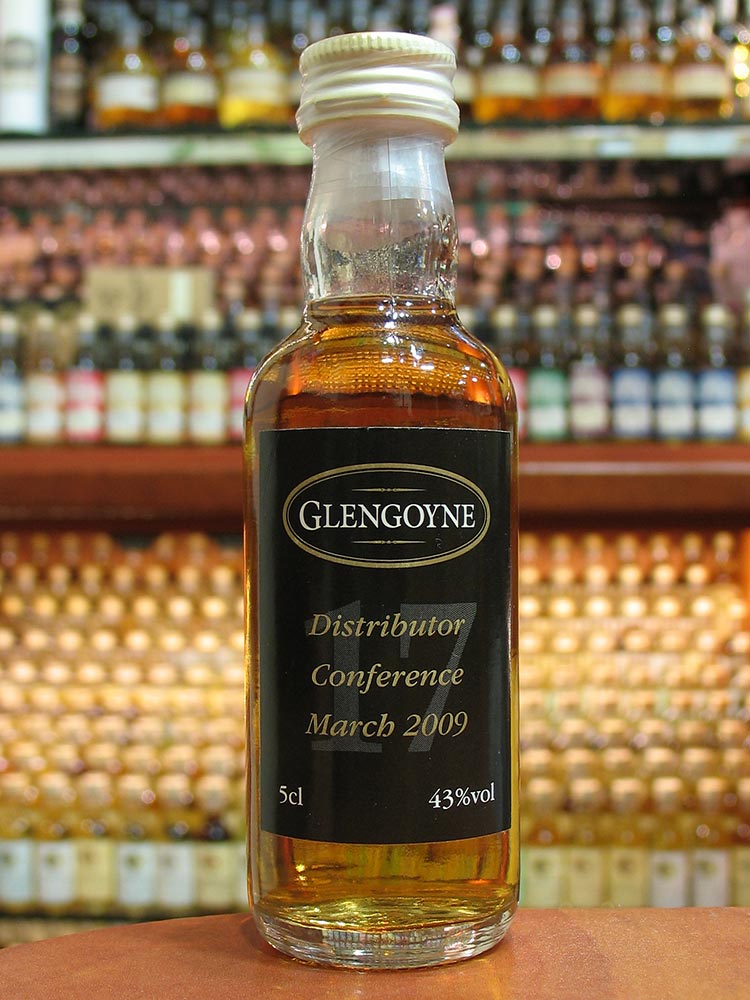 GLENGOYNE
17
Distributor
Conference
March 2009
5cl 43%vol